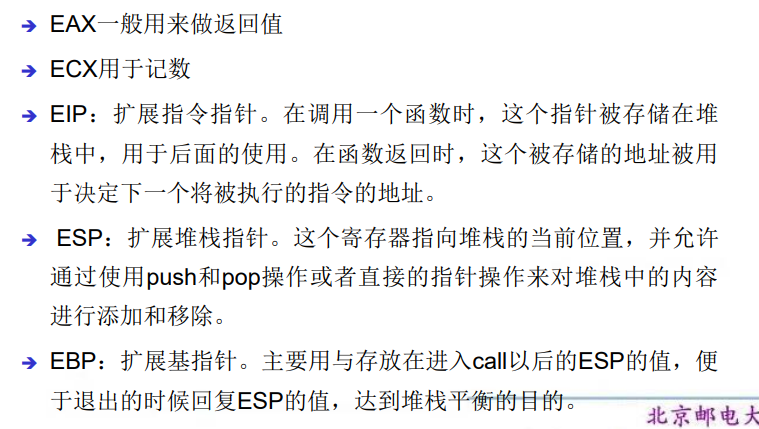 → EAX一般用来做返回值
→ ECX用于记数
→ EIP：扩展指令指针。在调用一个函数时，这个指针被存储在堆
栈中，用于后面的使用。在函数返回时，这个被存储的地址被用
于决定下一个将被执行的指令的地址。
→ ESP：扩展堆栈指针。这个寄存器指向堆栈的当前位置，并允许
通过使用push和pop操作或者直接的指针操作来对堆栈中的内容
进行添加和移除。
→ EBP：扩展基指针。主要用与存放在进入call以后的ESP的值，便
于退出的时候回复ESP的值，达到堆栈平衡的目的。
北京邮电大